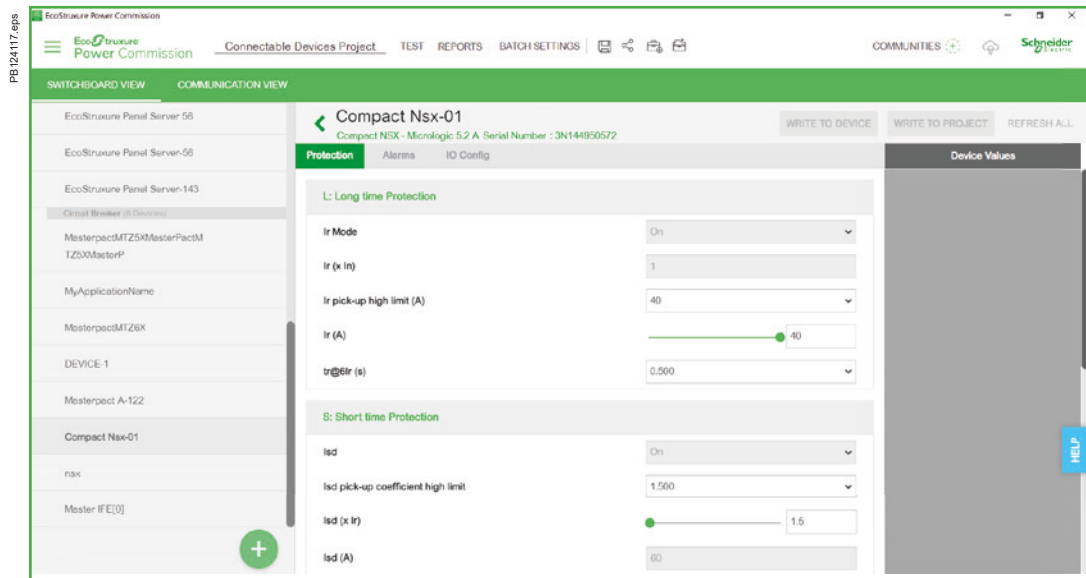 PB124117.eps
EcoStruxure Power Commission
EcoStruxure
Power Commission
Connectable Devices Project TEST REPORTS BATCH SETTINGS COMMUNITIES
Schneider
Electric
SWITCHBOARD VIEW COMMUNICATION VIEW
EcoStruxure Panel Server 56
EcoStruxure Panel Server-56
EcoStruxure Panel Server-143
Circuit Breaker (8 Devices)
MasterpactMTZ5XMasterPactM
TZ5XMasterP
MyApplicationName
MasterpactMTZ6X
DEVICE-1
Masterpact A-122
Compact Nsx-01
nsx
Master IFE[0]
+
Compact Nsx-01
Compact NSX - Micrologic 5.2 A Serial Number : 3N144950572
WRITE TO DEVICE WRITE TO PROJECT REFRESH ALL
Protection Alarms IO Config Device Values
L: Long time Protection
Ir Mode On
Ir (x In) 1
Ir pick-up high limit (A) 40
Ir (A) 40
tr@6Ir (s) 0.500
S: Short time Protection
Isd On
Isd pick-up coefficient high limit 1.500
Isd (x Ir) 1.5
Isd (A) 60
HELP